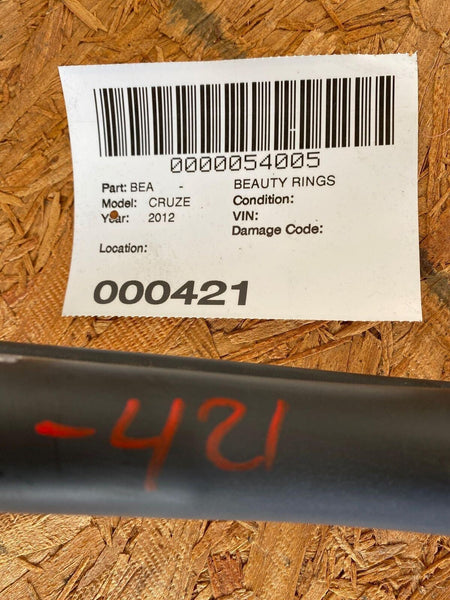 0000054005
Part: BEA - BEAUTY RINGS
Model: CRUZE Condition:
Year: 2012 VIN:
Damage Code:
Location:
000421
-421